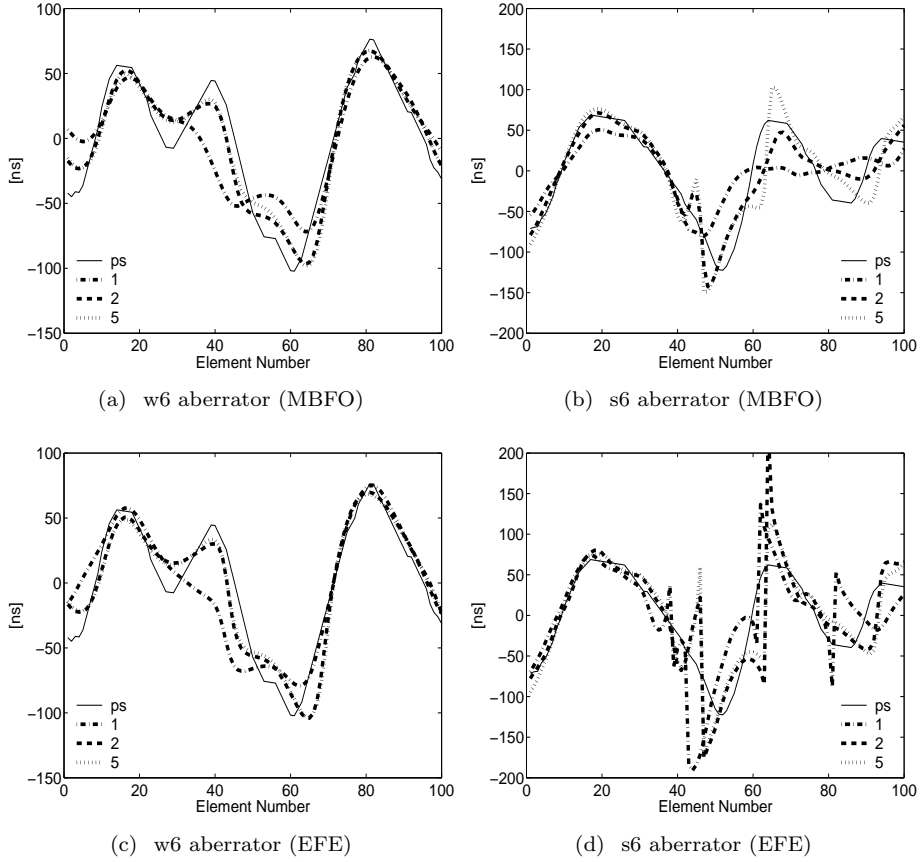 100
50
0
−50
−100
−150
[ns]
0 20 40 60 80 100
Element Number
ps
1
2
5
(a) w6 aberrator (MBFO)
200
150
100
50
0
−50
−100
−150
−200
[ns]
0 20 40 60 80 100
Element Number
ps
1
2
5
(b) s6 aberrator (MBFO)
100
50
0
−50
−100
−150
[ns]
0 20 40 60 80 100
Element Number
ps
1
2
5
(c) w6 aberrator (EFE)
200
150
100
50
0
−50
−100
−150
−200
[ns]
0 20 40 60 80 100
Element Number
ps
1
2
5
(d) s6 aberrator (EFE)